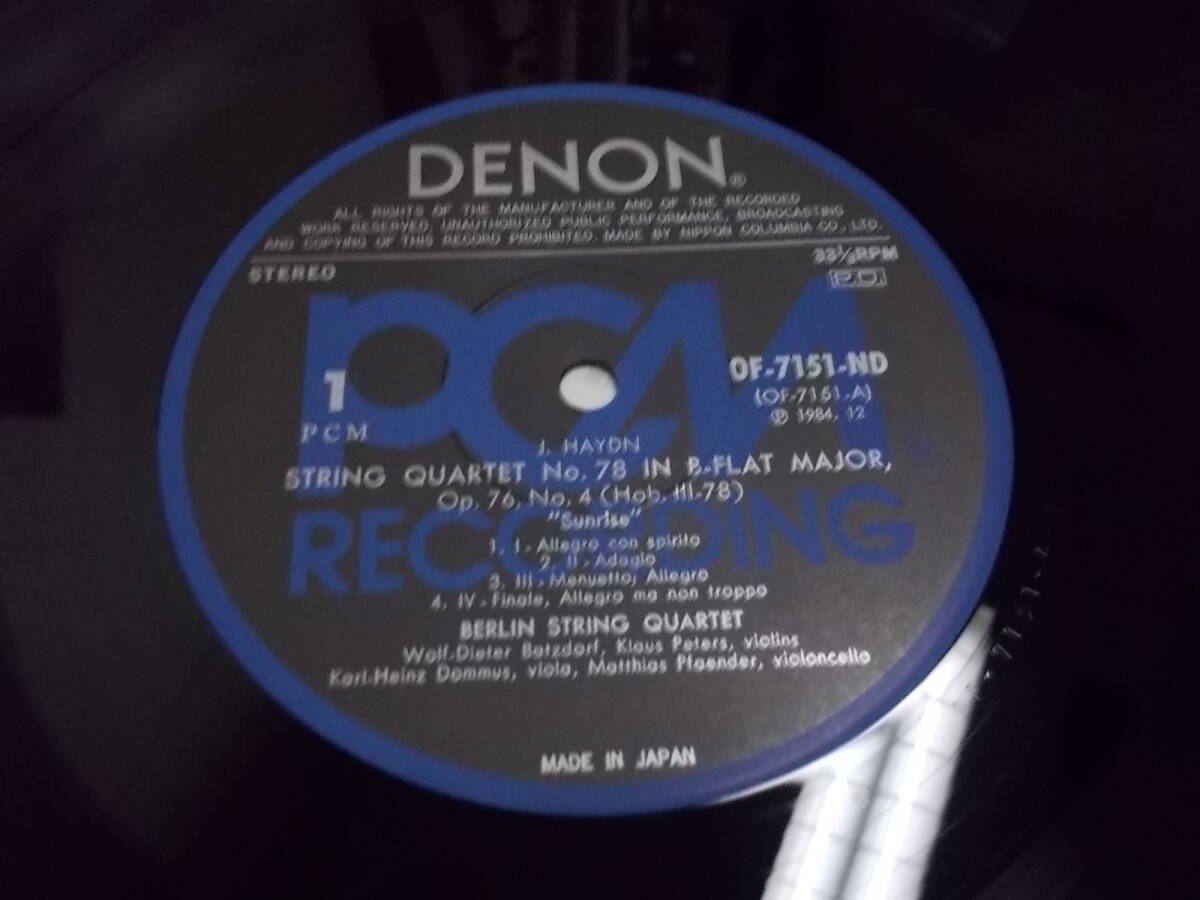 DENON®
ALL RIGHTS OF THE MANUFACTURER AND OF THE RECORDED
WORK RESERVED. UNAUTHORIZED PUBLIC PERFORMANCE, BROADCASTING
AND COPYING OF THIS RECORD PROHIBITED. MADE BY NIPPON COLUMBIA CO., LTD.
STEREO
33⅓RPM
P.D.
PCM
RECORDING
1
PCM
OF-7151-ND
(OF-7151-A)
℗ 1984. 12
J. HAYDN
STRING QUARTET No. 78 IN B-FLAT MAJOR,
Op. 76, No. 4 (Hob. III-78)
"Sunrise"
1. I - Allegro con spirito
2. II - Adagio
3. III - Menuetto; Allegro
4. IV - Finale, Allegro ma non troppo
BERLIN STRING QUARTET
Wolf-Dieter Batzdorf, Klaus Peters, violins
Karl-Heinz Dommus, viola, Matthias Pfaender, violoncello
MADE IN JAPAN